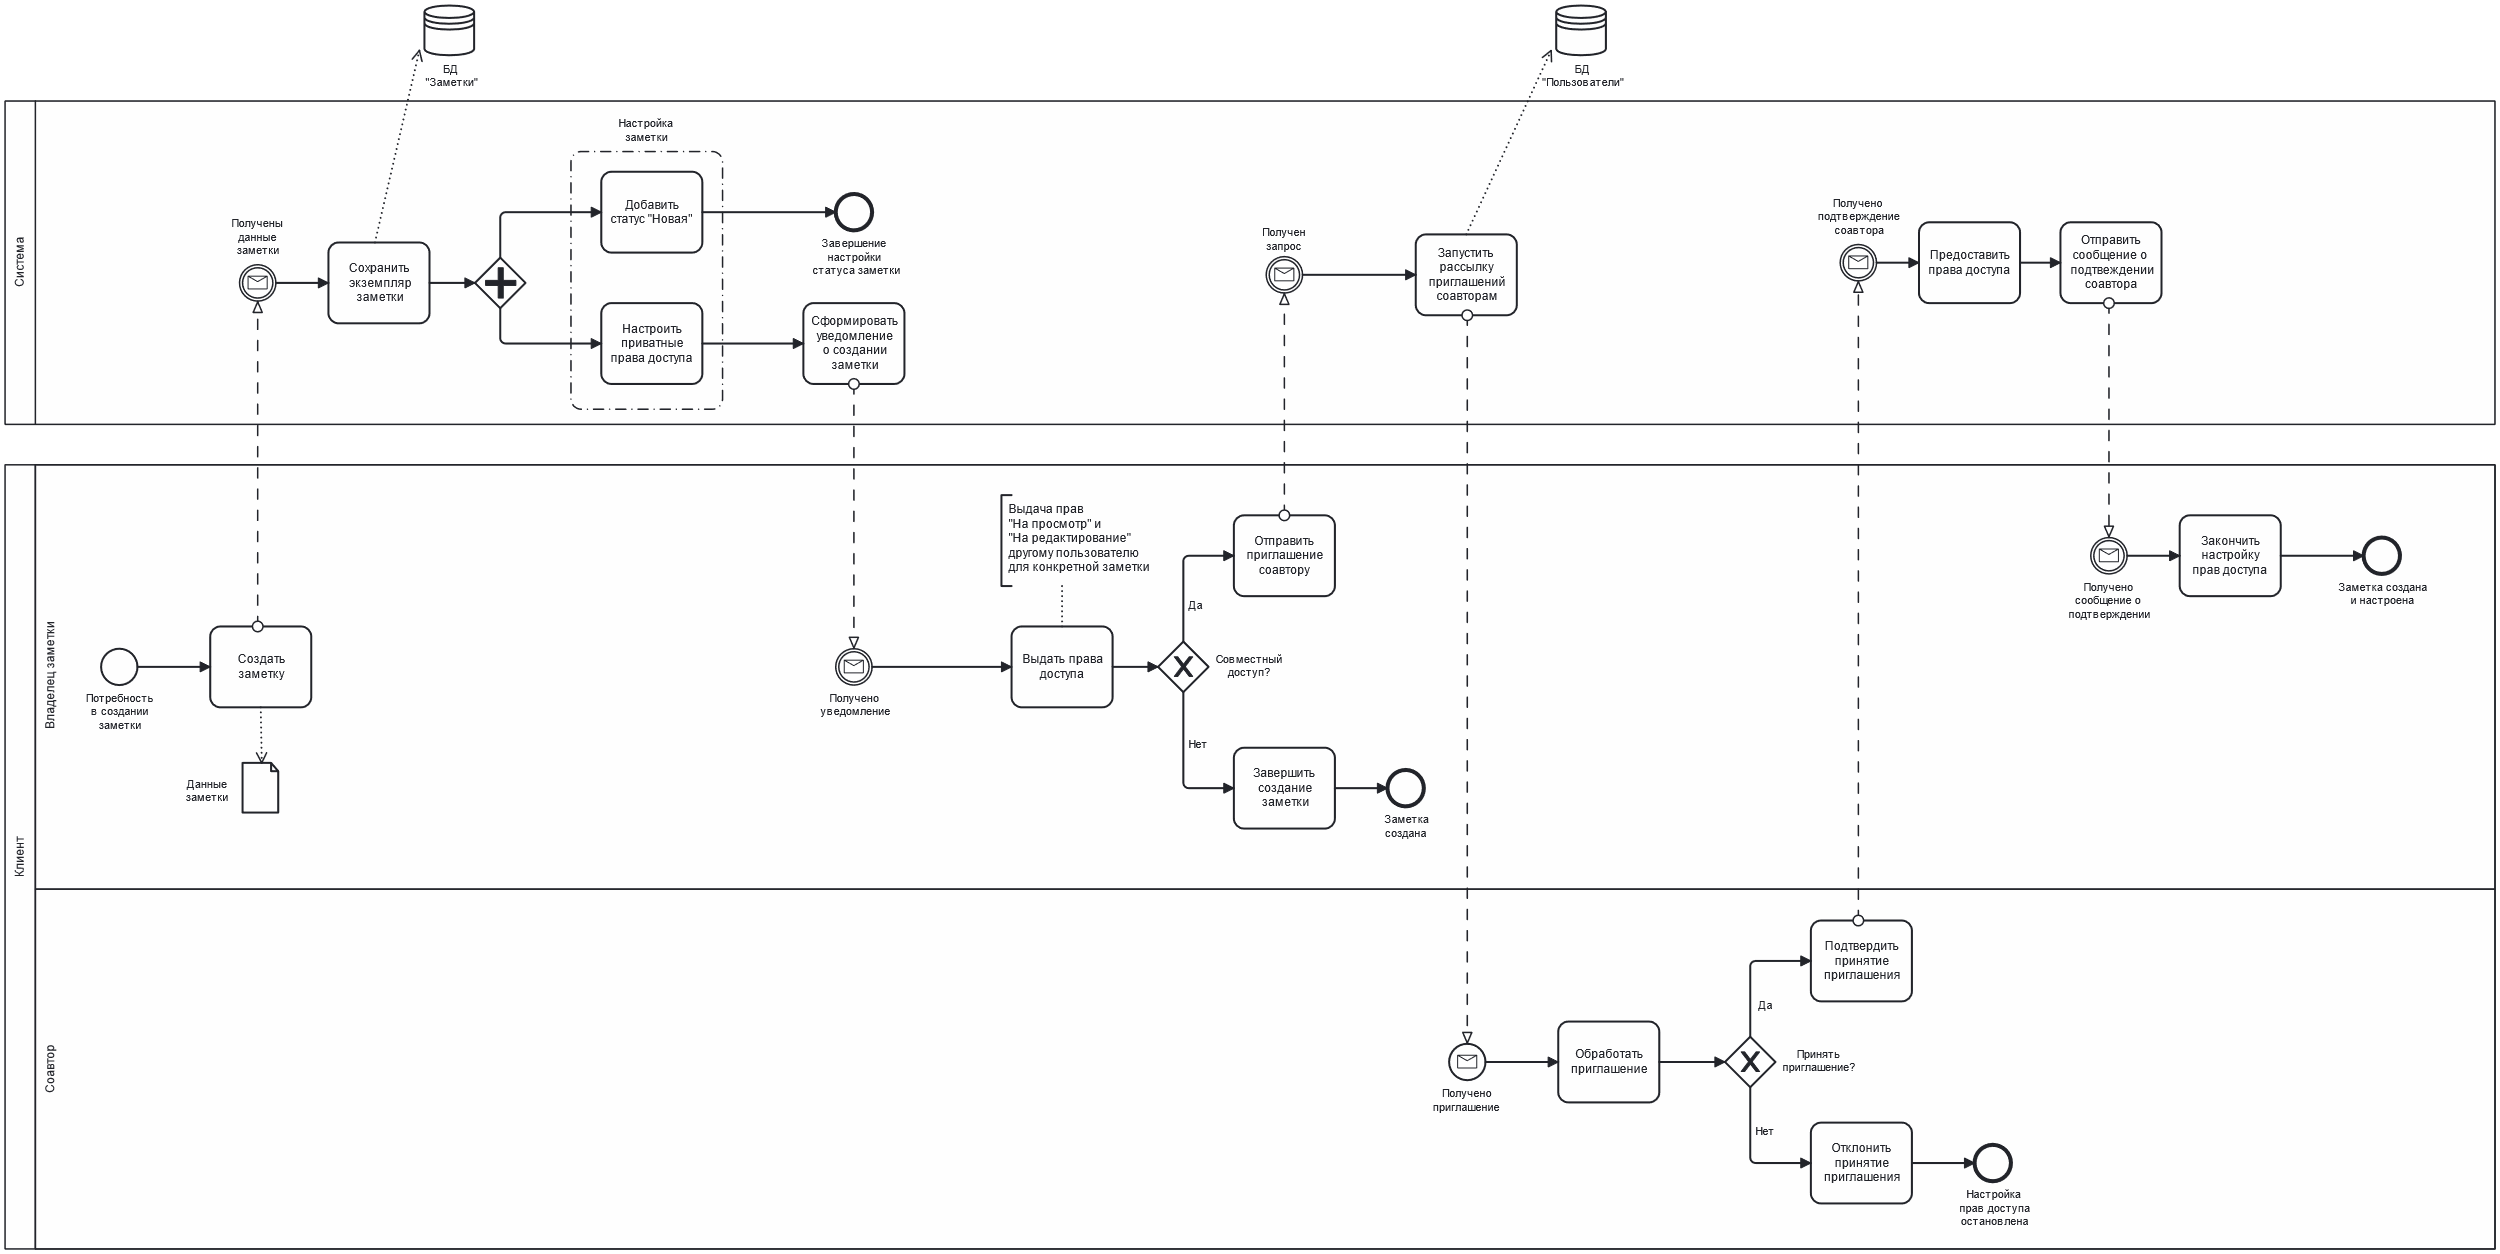 БД
"Заметки"
БД
"Пользователи"
Система
Настройка
заметки
Получены
данные
заметки
Сохранить
экземпляр
заметки
Добавить
статус "Новая"
Завершение
настройки
статуса заметки
Настроить
приватные
права доступа
Сформировать
уведомление
о создании
заметки
Получен
запрос
Запустить
рассылку
приглашений
соавторам
Получено
подтверждение
соавтора
Предоставить
права доступа
Отправить
сообщение о
подтвеждении
соавтора
Клиент
Владелец заметки
Потребность
в создании
заметки
Создать
заметку
Данные
заметки
Получено
уведомление
Выдача прав
"На просмотр" и
"На редактирование"
другому пользователю
для конкретной заметки
Выдать права
доступа
Совместный
доступ?
Да
Отправить
приглашение
соавтору
Нет
Завершить
создание
заметки
Заметка
создана
Получено
сообщение о
подтверждении
Закончить
настройку
прав доступа
Заметка создана
и настроена
Соавтор
Получено
приглашение
Обработать
приглашение
Принять
приглашение?
Да
Подтвердить
принятие
приглашения
Нет
Отклонить
принятие
приглашения
Настройка
прав доступа
остановлена